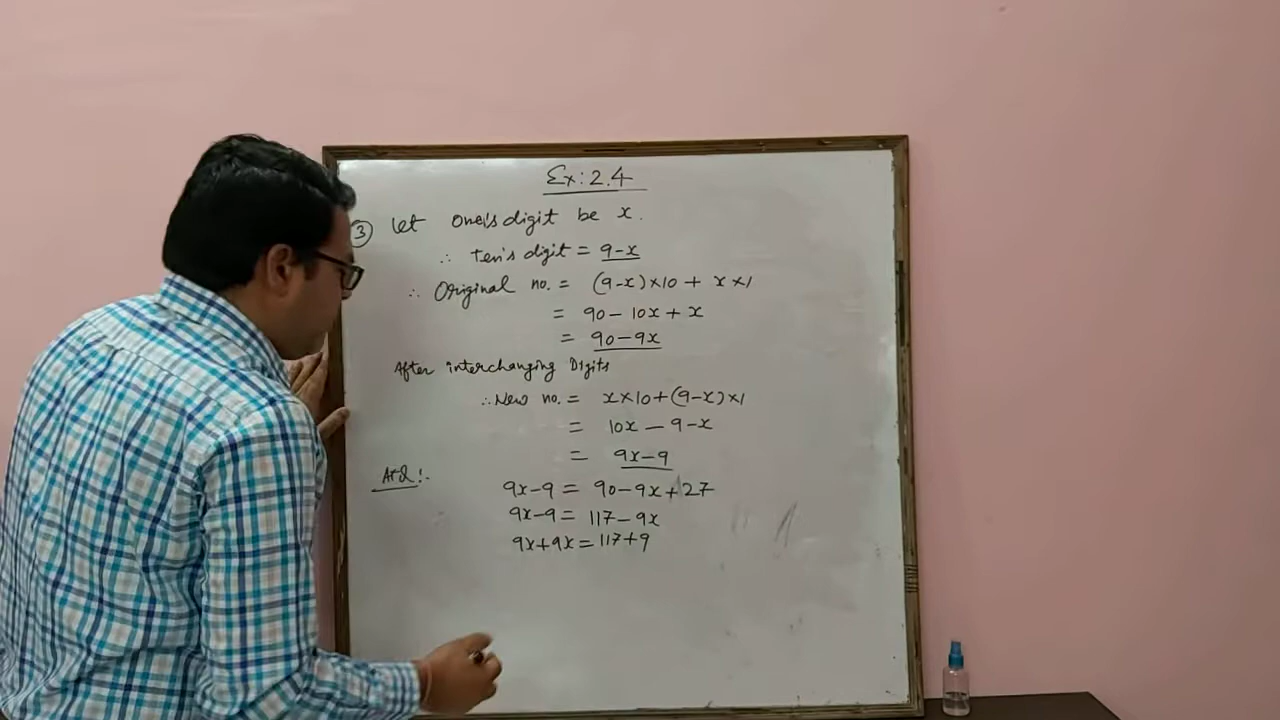 Ex: 2.4
③ Let one's digit be x.
∴ ten's digit = 9-x
∴ Original no. = (9-x)×10 + x×1
= 90 - 10x + x
= 90-9x
After interchanging Digits
∴ New no. = x×10+(9-x)×1
= 10x - 9-x
= 9x-9
ATQ:-
9x-9 = 90-9x+27
9x-9 = 117-9x
9x+9x = 117+9